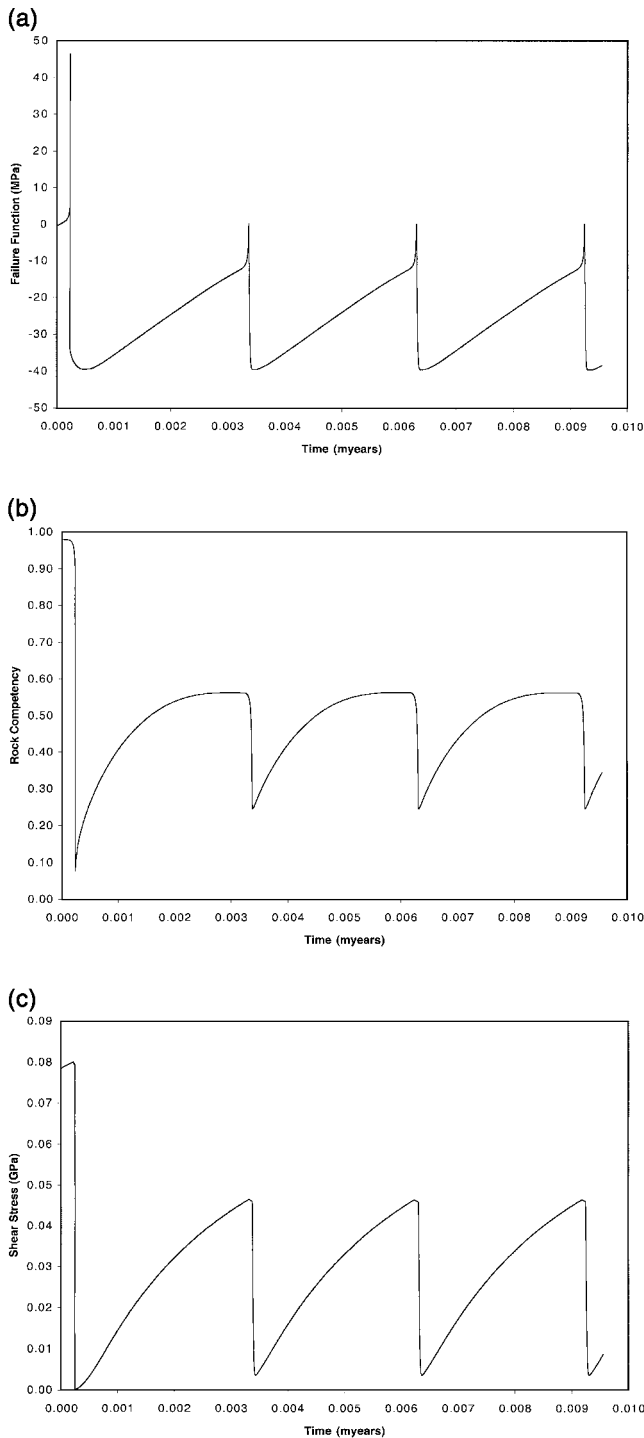 (a)
50
40
30
20
10
0
-10
-20
-30
-40
-50
Failure Function (MPa)
0.000 0.001 0.002 0.003 0.004 0.005 0.006 0.007 0.008 0.009 0.010
Time (myears)
(b)
1.00
0.90
0.80
0.70
0.60
0.50
0.40
0.30
0.20
0.10
0.00
Rock Competency
0.000 0.001 0.002 0.003 0.004 0.005 0.006 0.007 0.008 0.009 0.010
Time (myears)
(c)
0.09
0.08
0.07
0.06
0.05
0.04
0.03
0.02
0.01
0.00
Shear Stress (GPa)
0.000 0.001 0.002 0.003 0.004 0.005 0.006 0.007 0.008 0.009 0.010
Time (myears)